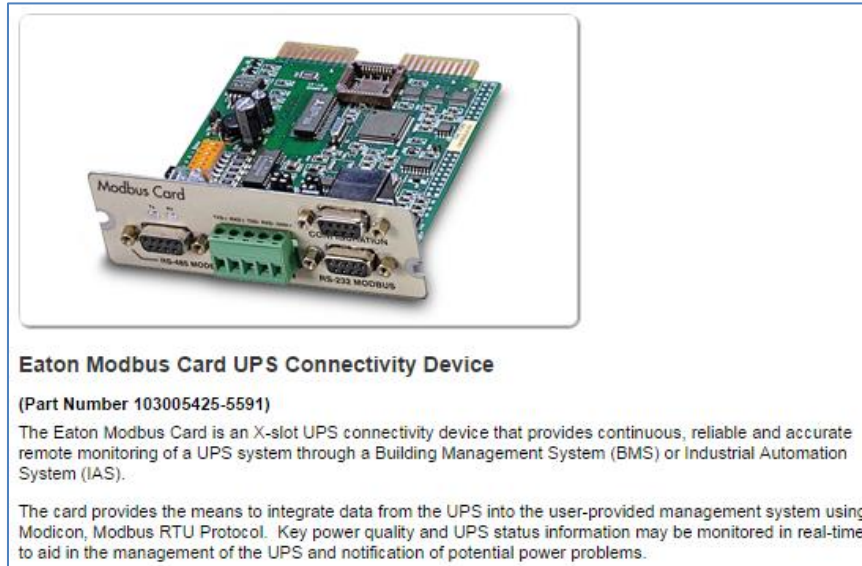 Modbus Card
Tx Rx
CONFIGURATION
RS-485 MODBUS
RS-232 MODBUS
Eaton Modbus Card UPS Connectivity Device
(Part Number 103005425-5591)
The Eaton Modbus Card is an X-slot UPS connectivity device that provides continuous, reliable and accurate
remote monitoring of a UPS system through a Building Management System (BMS) or Industrial Automation
System (IAS).
The card provides the means to integrate data from the UPS into the user-provided management system using
Modicon, Modbus RTU Protocol. Key power quality and UPS status information may be monitored in real-time
to aid in the management of the UPS and notification of potential power problems.